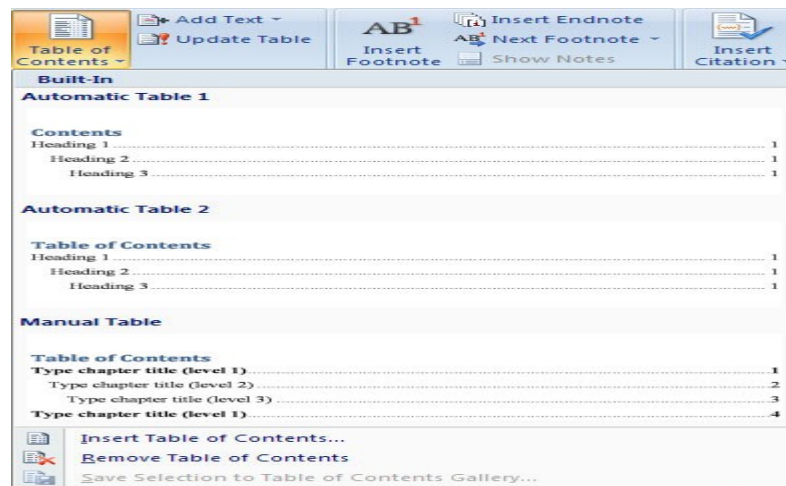 Add Text
Update Table
Table of
Contents
AB1
Insert
Footnote
Insert Endnote
AB1 Next Footnote
Show Notes
Insert
Citation
Built-In
Automatic Table 1
Contents
Heading 1........................................................................1
Heading 2........................................................................1
Heading 3........................................................................1
Automatic Table 2
Table of Contents
Heading 1........................................................................1
Heading 2........................................................................1
Heading 3........................................................................1
Manual Table
Table of Contents
Type chapter title (level 1)........................................................................1
Type chapter title (level 2)........................................................................2
Type chapter title (level 3)........................................................................3
Type chapter title (level 1)........................................................................4
Insert Table of Contents...
Remove Table of Contents
Save Selection to Table of Contents Gallery...